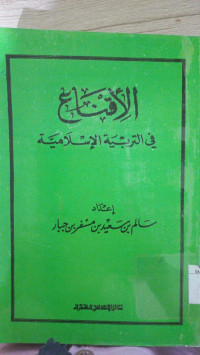 الإقناع
في التربية الإسلامية
إعداد
سالم بن سعيد بن مسفر بن جبار